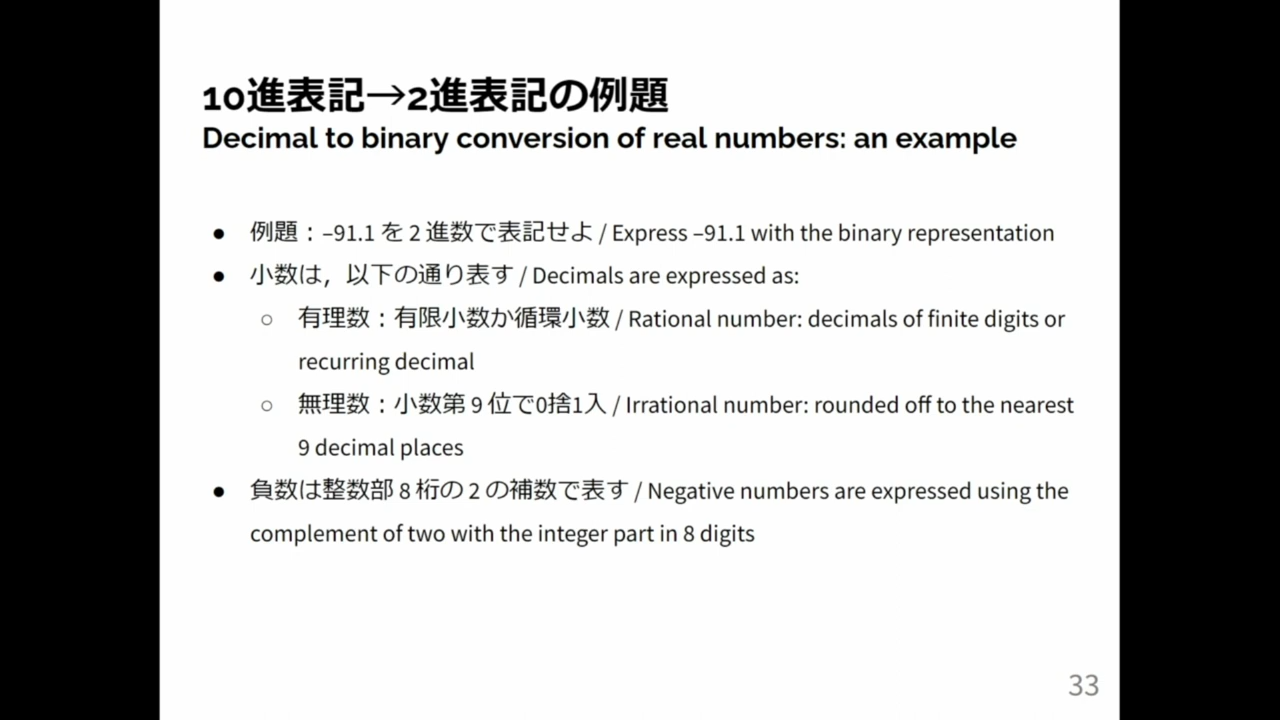 10進表記→2進表記の例題
Decimal to binary conversion of real numbers: an example
● 例題：–91.1 を 2 進数で表記せよ / Express –91.1 with the binary representation
● 小数は，以下の通り表す / Decimals are expressed as:
○ 有理数：有限小数か循環小数 / Rational number: decimals of finite digits or
recurring decimal
○ 無理数：小数第 9 位で0捨1入 / Irrational number: rounded off to the nearest
9 decimal places
● 負数は整数部 8 桁の 2 の補数で表す / Negative numbers are expressed using the
complement of two with the integer part in 8 digits
33